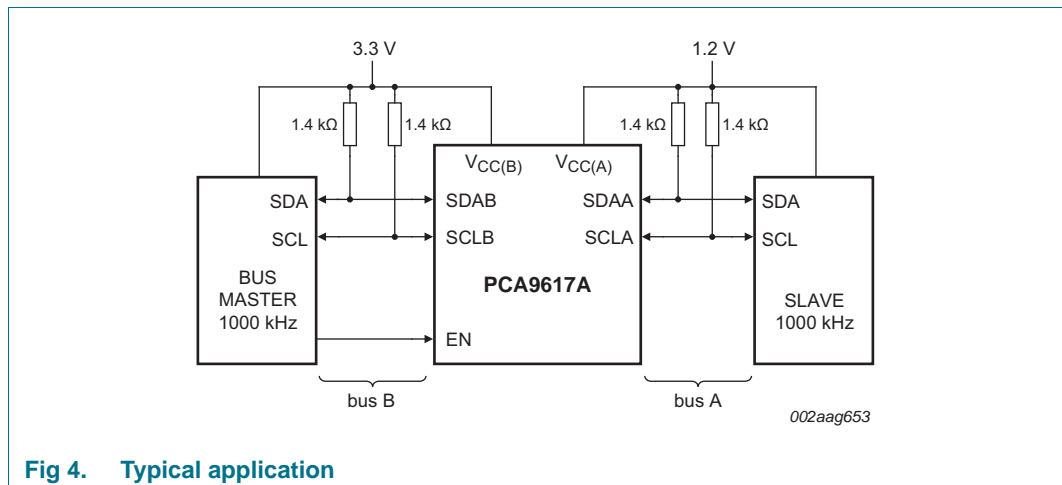 3.3 V
1.2 V
1.4 kΩ
1.4 kΩ
1.4 kΩ
1.4 kΩ
VCC(B)
VCC(A)
SDA
SDAB
SDAA
SDA
SCL
SCLB
SCLA
SCL
BUS
MASTER
1000 kHz
PCA9617A
SLAVE
1000 kHz
EN
bus B
bus A
002aag653
Fig 4. Typical application